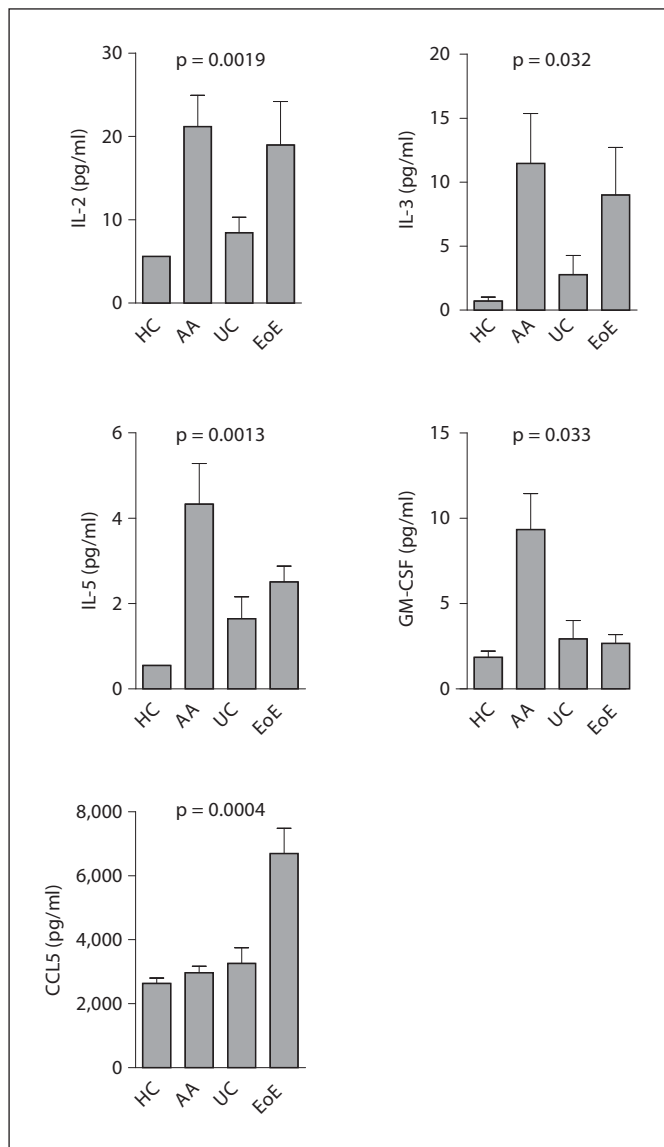 p = 0.0019
IL-2 (pg/ml)
30
20
10
0
HC AA UC EoE
p = 0.032
IL-3 (pg/ml)
20
15
10
5
0
HC AA UC EoE
p = 0.0013
IL-5 (pg/ml)
6
4
2
0
HC AA UC EoE
p = 0.033
GM-CSF (pg/ml)
15
10
5
0
HC AA UC EoE
p = 0.0004
CCL5 (pg/ml)
8,000
6,000
4,000
2,000
0
HC AA UC EoE